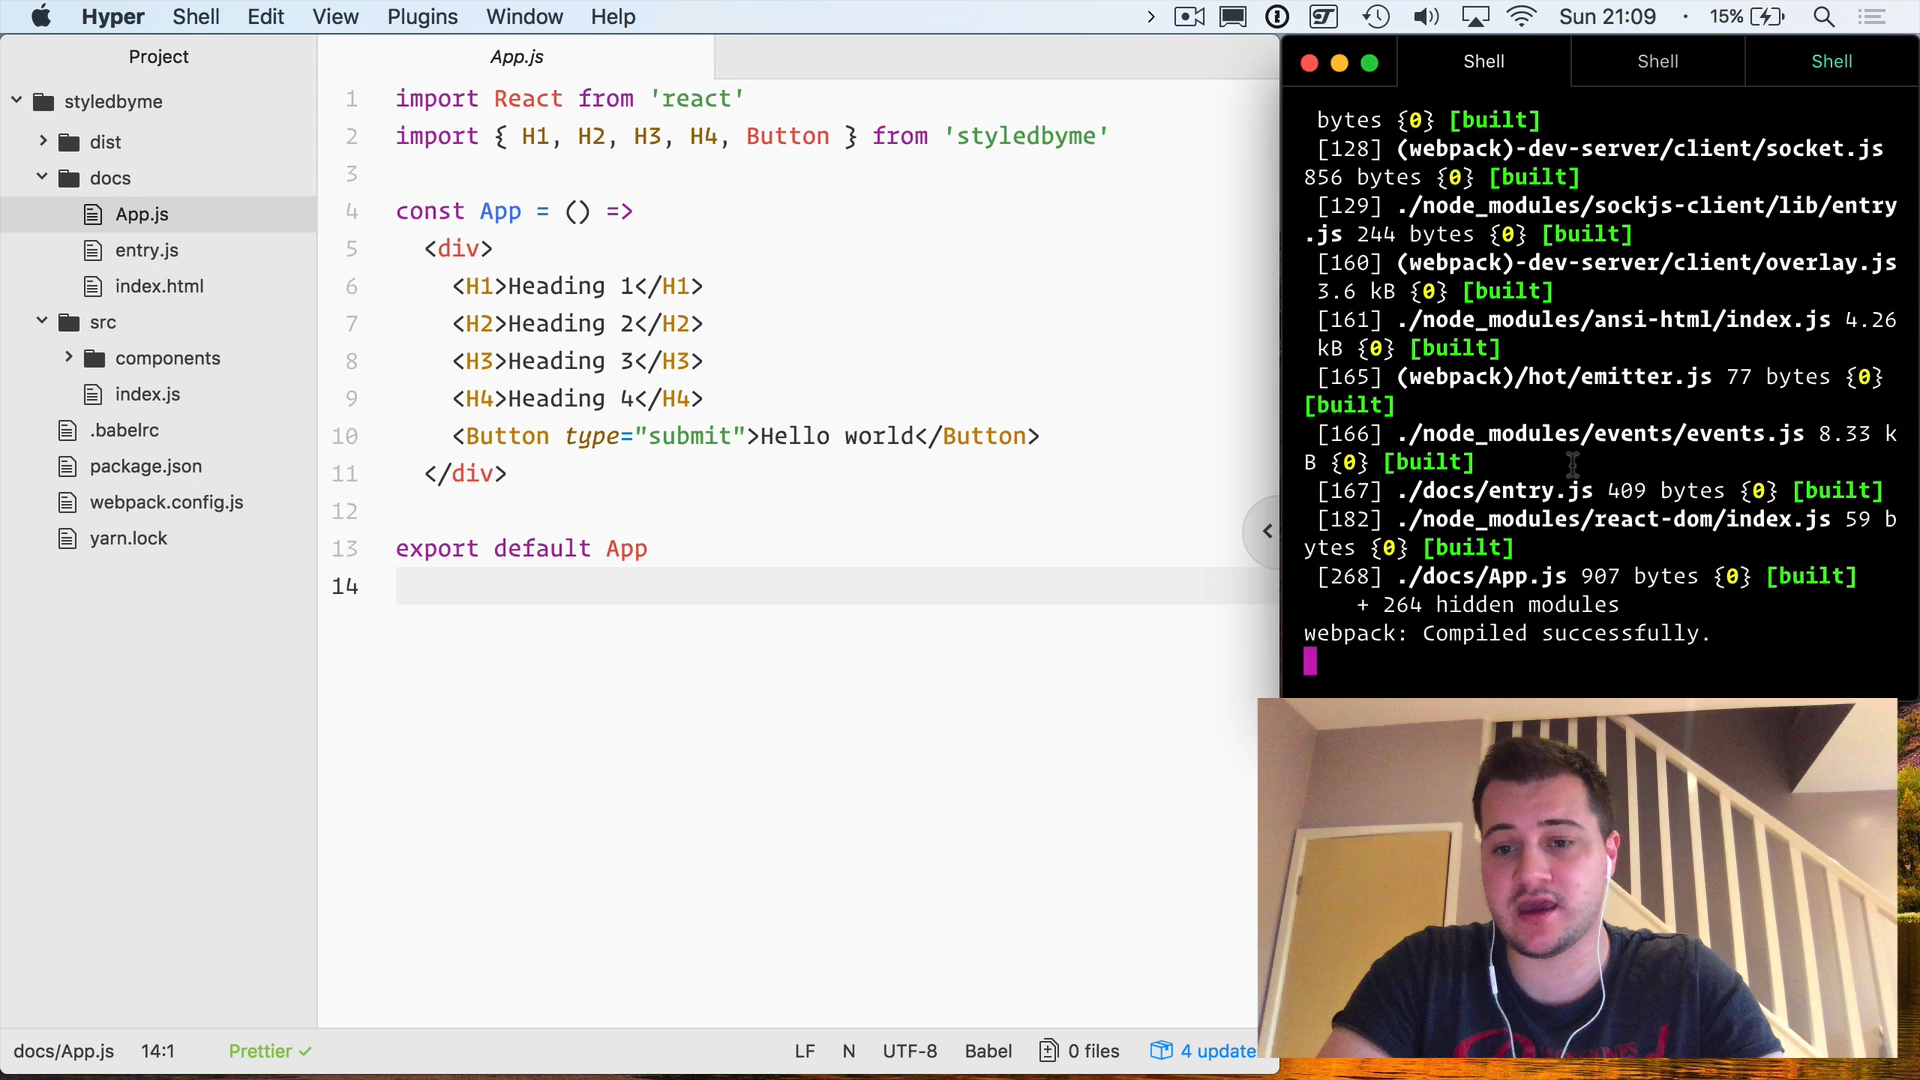 Hyper Shell Edit View Plugins Window Help
Sun 21:09 15%
Project
styledbyme
dist
docs
App.js
entry.js
index.html
src
components
index.js
.babelrc
package.json
webpack.config.js
yarn.lock
App.js
1 import React from 'react'
2 import { H1, H2, H3, H4, Button } from 'styledbyme'
3
4 const App = () =>
5 <div>
6 <H1>Heading 1</H1>
7 <H2>Heading 2</H2>
8 <H3>Heading 3</H3>
9 <H4>Heading 4</H4>
10 <Button type="submit">Hello world</Button>
11 </div>
12
13 export default App
14
docs/App.js 14:1 Prettier ✓ LF N UTF-8 Babel 0 files 4 update
Shell Shell Shell
bytes {0} [built]
[128] (webpack)-dev-server/client/socket.js
856 bytes {0} [built]
[129] ./node_modules/sockjs-client/lib/entry
.js 244 bytes {0} [built]
[160] (webpack)-dev-server/client/overlay.js
3.6 kB {0} [built]
[161] ./node_modules/ansi-html/index.js 4.26
kB {0} [built]
[165] (webpack)/hot/emitter.js 77 bytes {0}
[built]
[166] ./node_modules/events/events.js 8.33 k
B {0} [built]
[167] ./docs/entry.js 409 bytes {0} [built]
[182] ./node_modules/react-dom/index.js 59 b
ytes {0} [built]
[268] ./docs/App.js 907 bytes {0} [built]
+ 264 hidden modules
webpack: Compiled successfully.